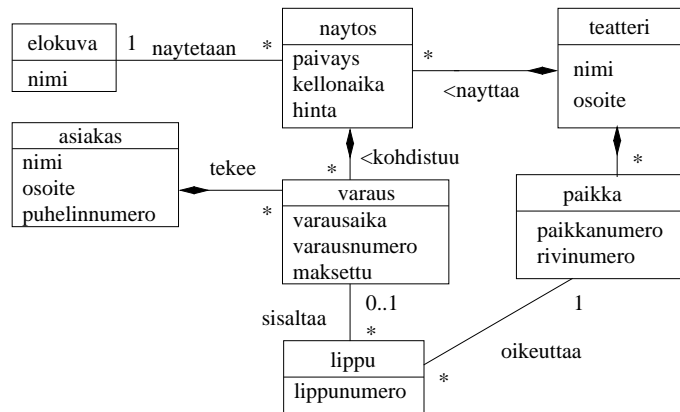 elokuva
nimi
1
naytetaan
*
naytos
paivays
kellonaika
hinta
*
<nayttaa
teatteri
nimi
osoite
asiakas
nimi
osoite
puhelinnumero
tekee
*
<kohdistuu
*
varaus
varausaika
varausnumero
maksettu
*
paikka
paikkanumero
rivinumero
0..1
sisaltaa
*
1
oikeuttaa
*
lippu
lippunumero